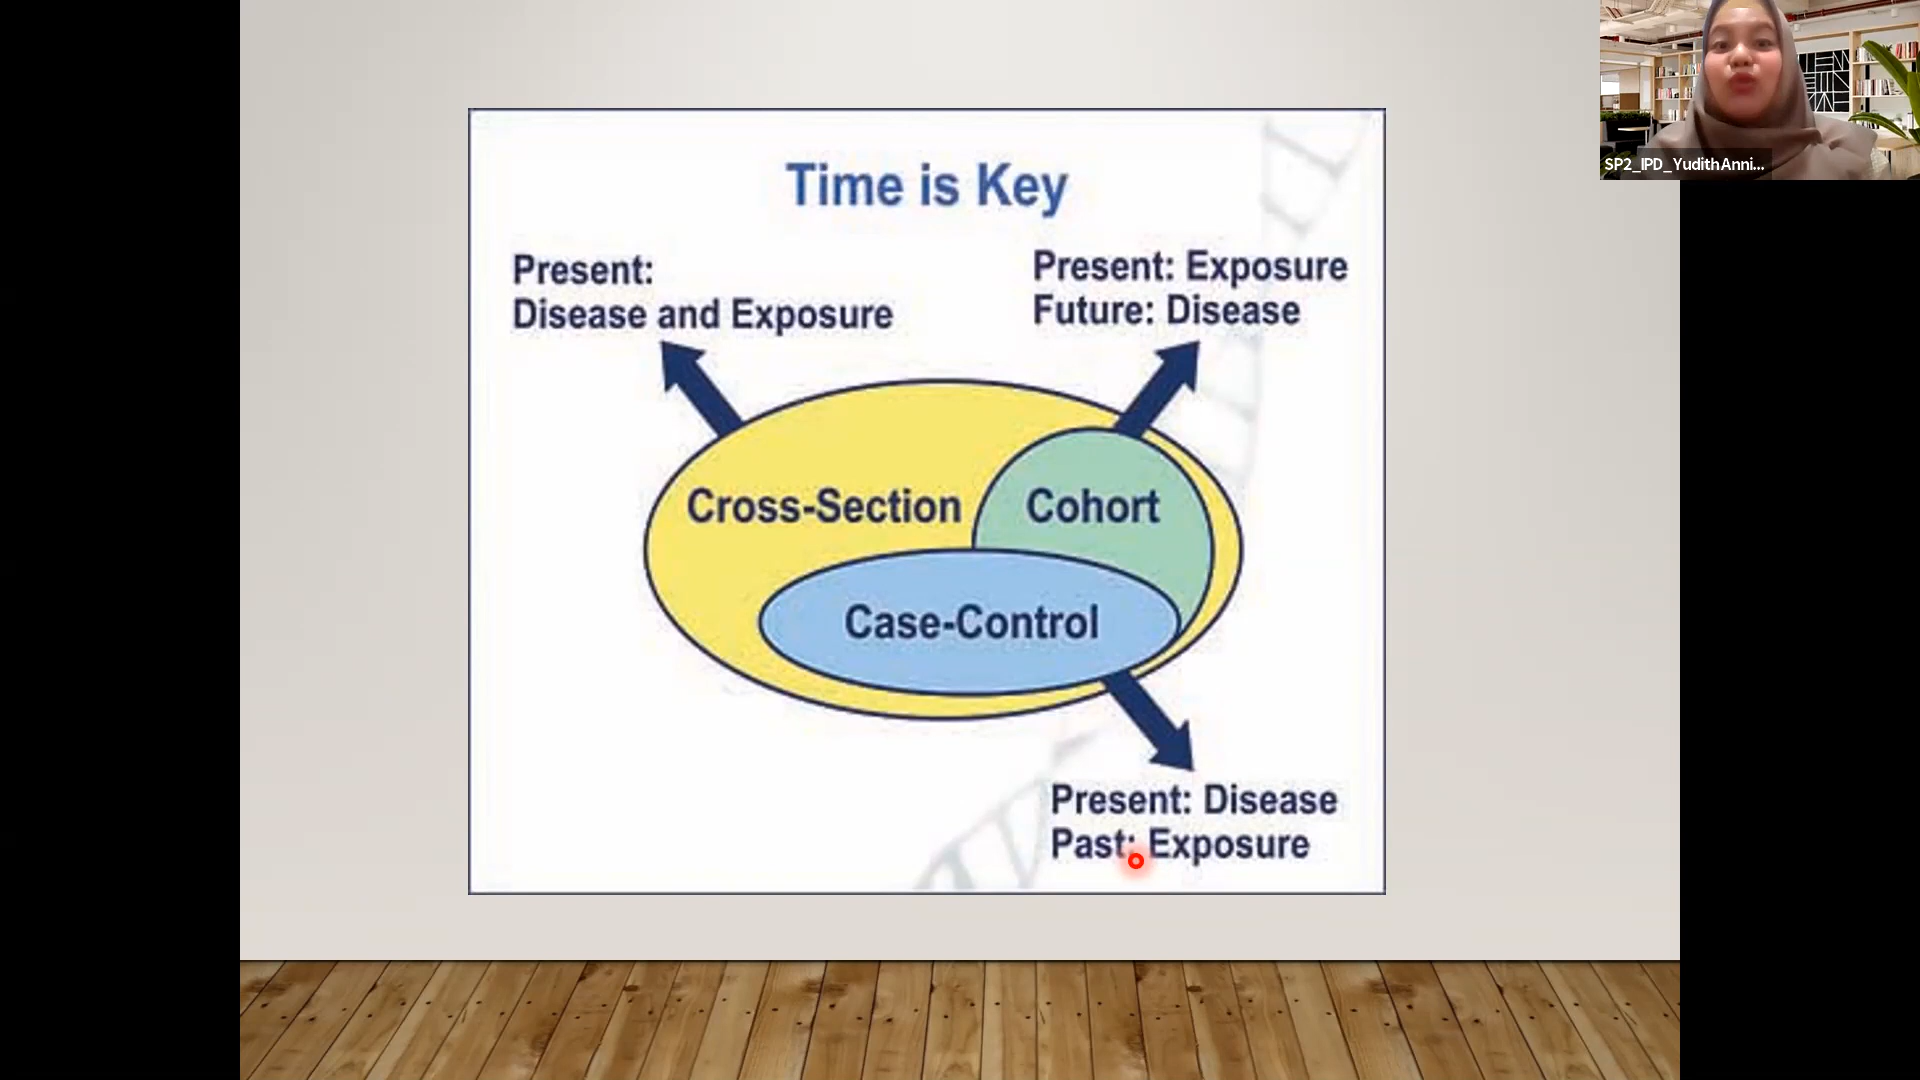 Time is Key
Present:
Disease and Exposure
Present: Exposure
Future: Disease
Cross-Section
Cohort
Case-Control
Present: Disease
Past: Exposure
SP2_IPD_YudithAnni...